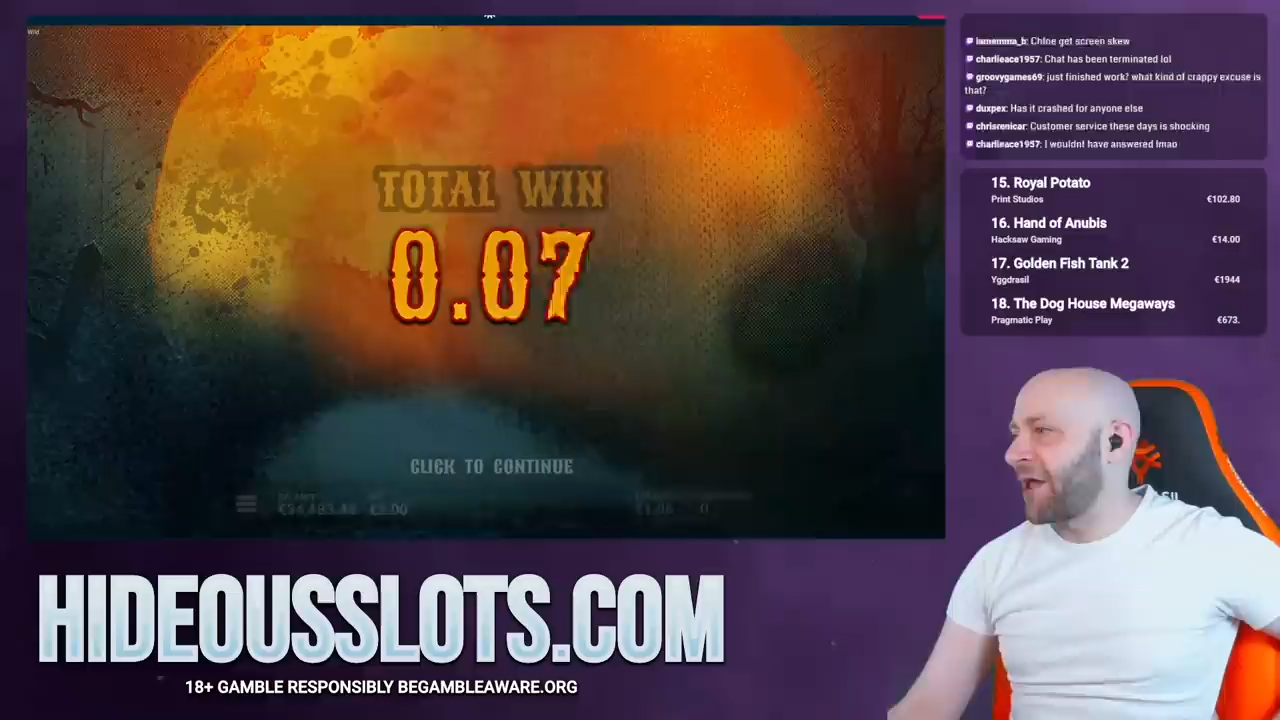 Wild
TOTAL WIN
0.07
CLICK TO CONTINUE
iamemma_b: Chloe get screen skew
charlieace1957: Chat has been terminated lol
groovygames69: just finished work? what kind of crappy excuse is
that?
duxpex: Has it crashed for anyone else
chrisrenicar: Customer service these days is shocking
charlieace1957: I wouldnt have answered lmao
15. Royal Potato
Print Studios €102.80
16. Hand of Anubis
Hacksaw Gaming €14.00
17. Golden Fish Tank 2
Yggdrasil €1944
18. The Dog House Megaways
Pragmatic Play €673.
HIDEOUSSLOTS.COM
18+ GAMBLE RESPONSIBLY BEGAMBLEAWARE.ORG